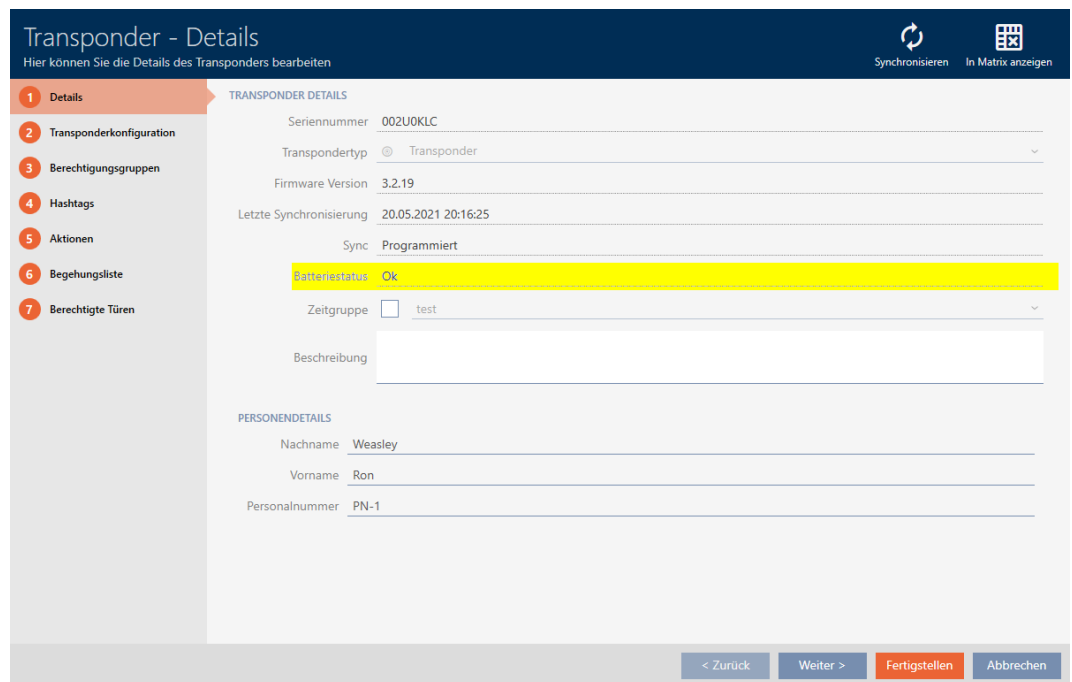 Transponder - Details
Hier können Sie die Details des Transponders bearbeiten
Synchronisieren
In Matrix anzeigen
1 Details
2 Transponderkonfiguration
3 Berechtigungsgruppen
4 Hashtags
5 Aktionen
6 Begehungsliste
7 Berechtigte Türen
TRANSPONDER DETAILS
Seriennummer 002U0KLC
Transpondertyp Transponder
Firmware Version 3.2.19
Letzte Synchronisierung 20.05.2021 20:16:25
Sync Programmiert
Batteriestatus Ok
Zeitgruppe test
Beschreibung
PERSONENDETAILS
Nachname Weasley
Vorname Ron
Personalnummer PN-1
< Zurück
Weiter >
Fertigstellen
Abbrechen